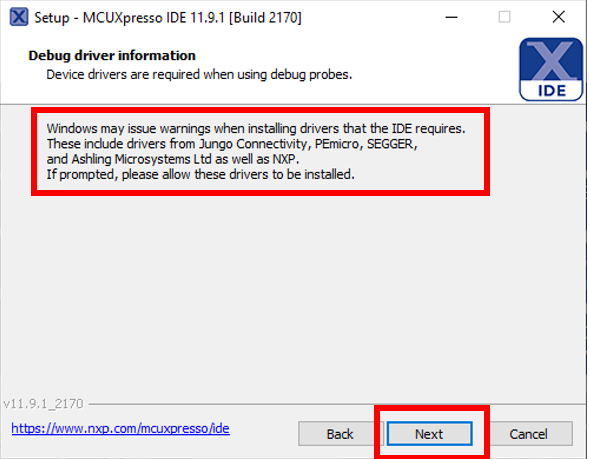 Setup - MCUXpresso IDE 11.9.1 [Build 2170]
Debug driver information
Device drivers are required when using debug probes.
X
IDE
Windows may issue warnings when installing drivers that the IDE requires.
These include drivers from Jungo Connectivity, PEmicro, SEGGER,
and Ashling Microsystems Ltd as well as NXP.
If prompted, please allow these drivers to be installed.
v11.9.1_2170
https://www.nxp.com/mcuxpresso/ide
Back
Next
Cancel